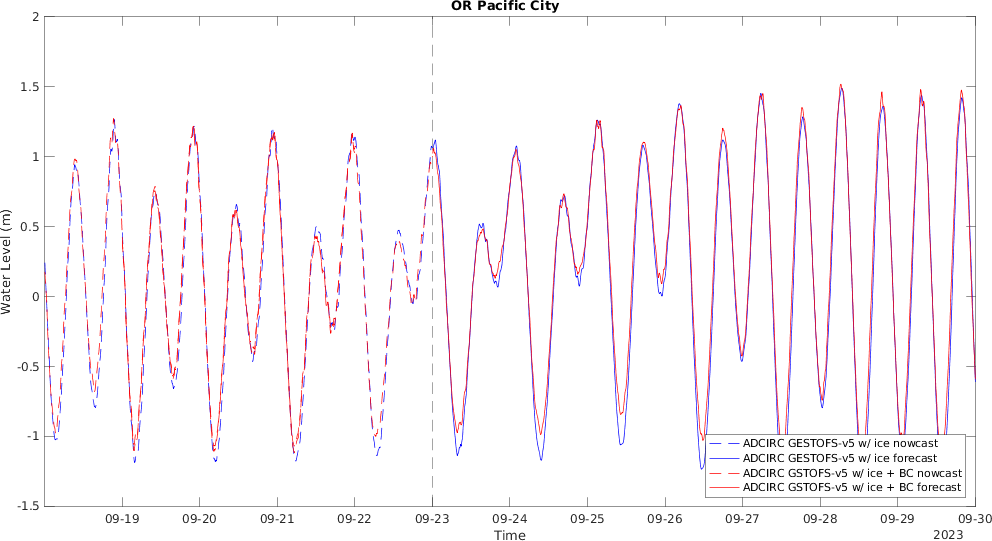 OR Pacific City
2
1.5
1
0.5
0
-0.5
-1
-1.5
Water Level (m)
ADCIRC GESTOFS-v5 w/ ice nowcast
ADCIRC GESTOFS-v5 w/ ice forecast
ADCIRC GSTOFS-v5 w/ ice + BC nowcast
ADCIRC GSTOFS-v5 w/ ice + BC forecast
09-19 09-20 09-21 09-22 09-23 09-24 09-25 09-26 09-27 09-28 09-29 09-30
Time
2023